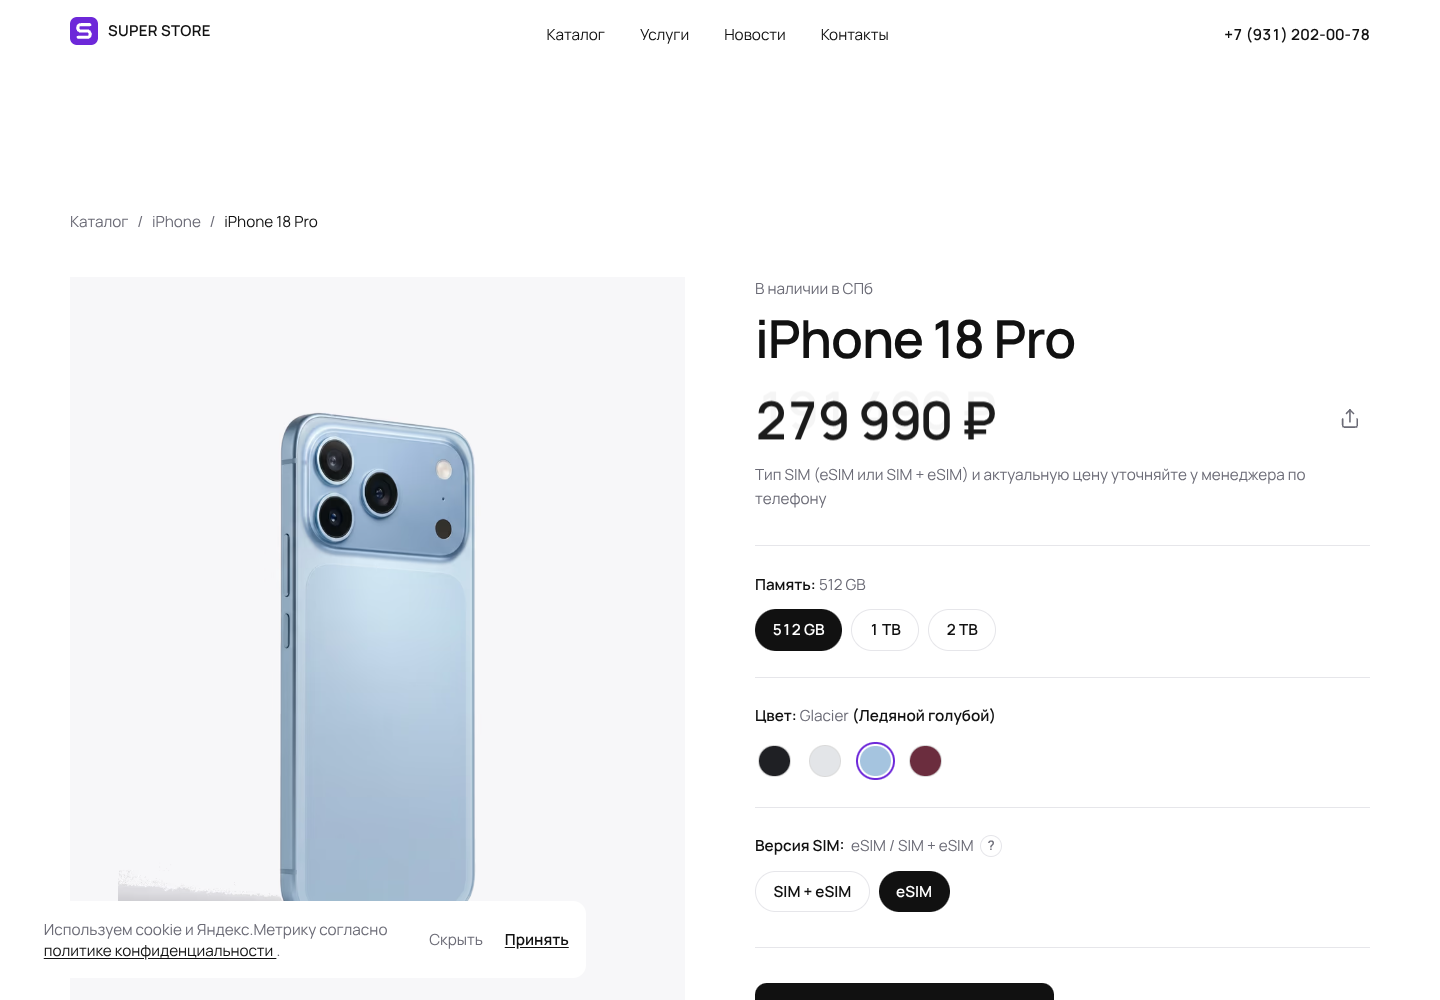 SUPER STORE
Каталог
Услуги
Новости
Контакты
+7 (931) 202-00-78
Каталог / iPhone / iPhone 18 Pro
В наличии в СПб
iPhone 18 Pro
279 990 ₽
Тип SIM (eSIM или SIM + eSIM) и актуальную цену уточняйте у менеджера по
телефону
Память: 512 GB
512 GB
1 TB
2 TB
Цвет: Glacier (Ледяной голубой)
Версия SIM: eSIM / SIM + eSIM ?
SIM + eSIM
eSIM
Используем cookie и Яндекс.Метрику согласно
политике конфиденциальности .
Скрыть
Принять